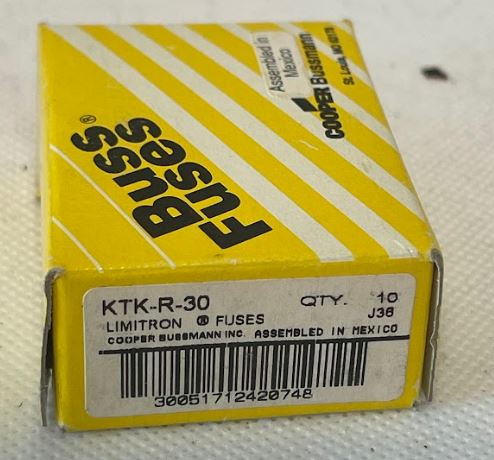 Assembled in
Mexico
COOPER Bussmann
St. Louis, MO 63178
Buss®
Fuses
KTK-R-30 QTY. 10
LIMITRON ® FUSES J36
COOPER BUSSMANN INC. ASSEMBLED IN MEXICO
30051712420748